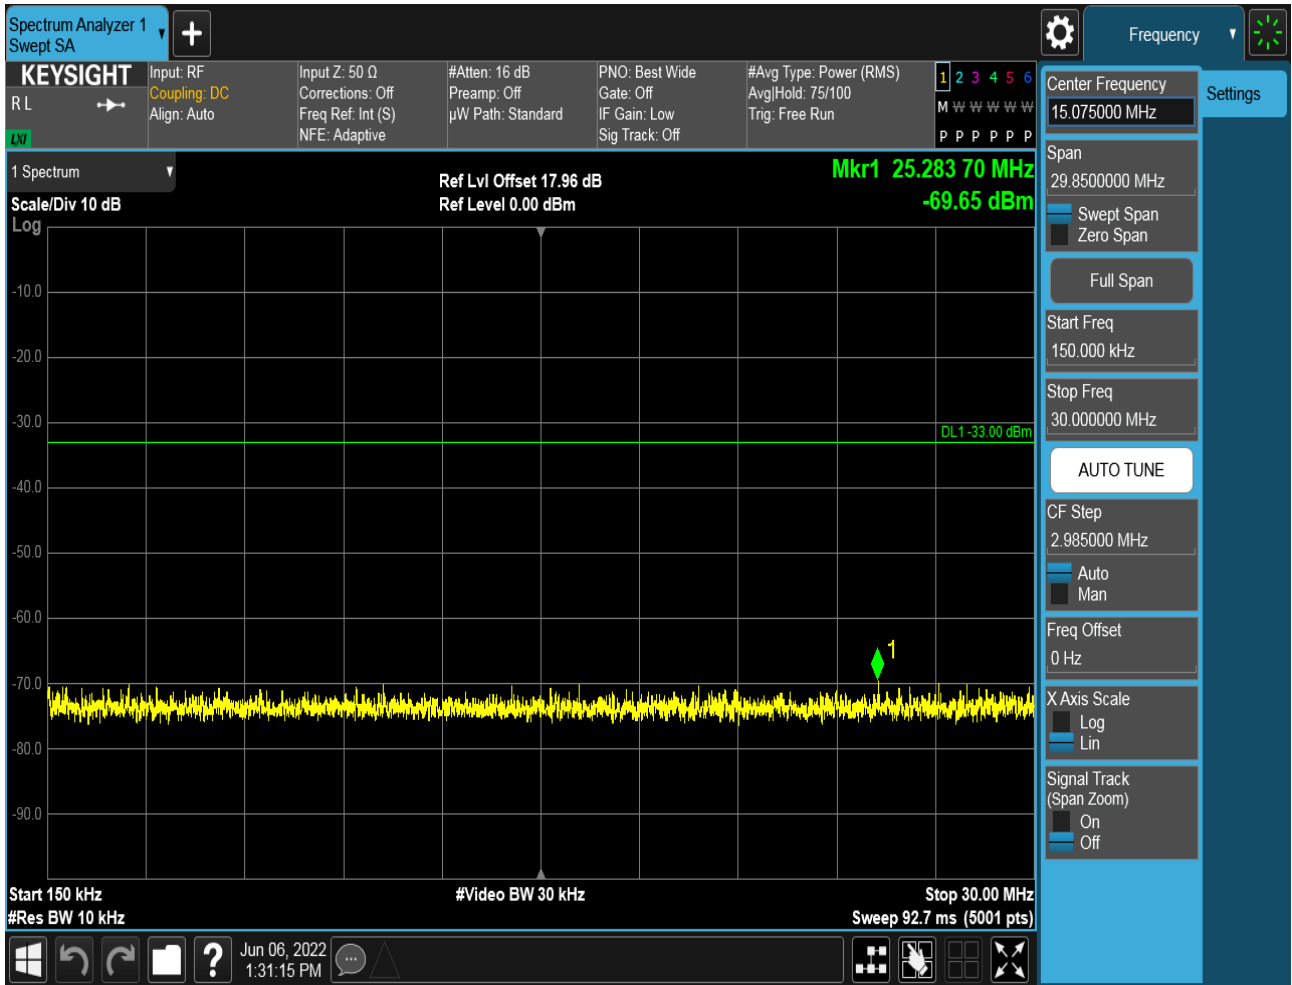 Spectrum Analyzer 1
Swept SA
Frequency
KEYSIGHT
R L
LXI
Input: RF
Coupling: DC
Align: Auto
Input Z: 50 Ω
Corrections: Off
Freq Ref: Int (S)
NFE: Adaptive
#Atten: 16 dB
Preamp: Off
µW Path: Standard
PNO: Best Wide
Gate: Off
IF Gain: Low
Sig Track: Off
#Avg Type: Power (RMS)
Avg|Hold: 75/100
Trig: Free Run
1 2 3 4 5 6
M W W W W W
P P P P P P
1 Spectrum
Scale/Div 10 dB
Log
Ref Lvl Offset 17.96 dB
Ref Level 0.00 dBm
Mkr1 25.283 70 MHz
-69.65 dBm
-10.0
-20.0
-30.0
DL1 -33.00 dBm
-40.0
-50.0
-60.0
1
-70.0
-80.0
-90.0
Start 150 kHz
#Video BW 30 kHz
Stop 30.00 MHz
#Res BW 10 kHz
Sweep 92.7 ms (5001 pts)
Jun 06, 2022
1:31:15 PM
Center Frequency
15.075000 MHz
Settings
Span
29.8500000 MHz
Swept Span
Zero Span
Full Span
Start Freq
150.000 kHz
Stop Freq
30.000000 MHz
AUTO TUNE
CF Step
2.985000 MHz
Auto
Man
Freq Offset
0 Hz
X Axis Scale
Log
Lin
Signal Track
(Span Zoom)
On
Off